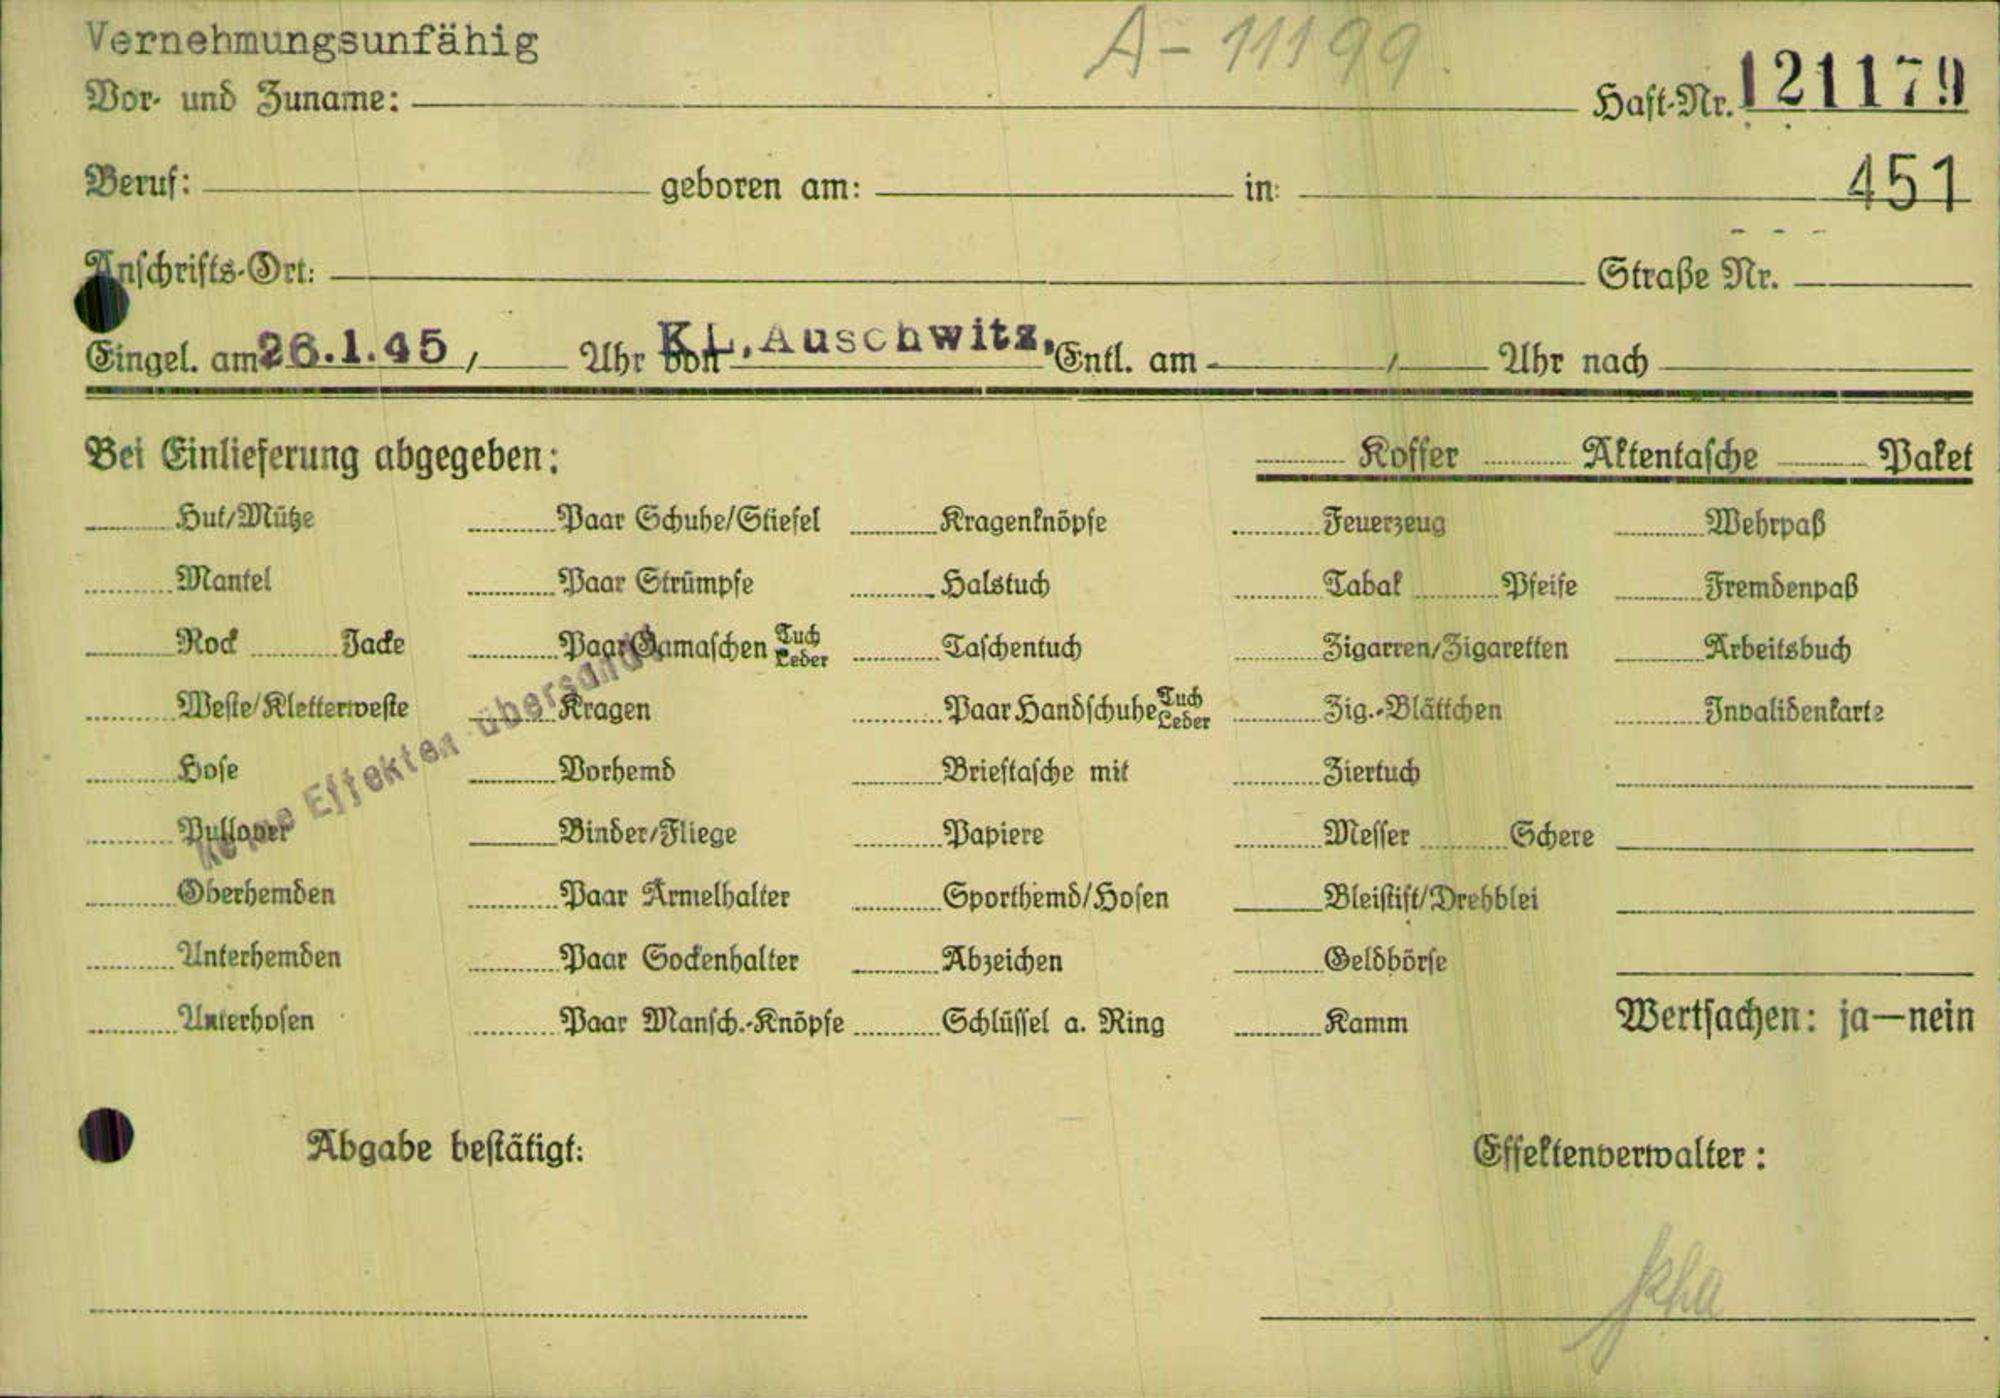 Vernehmungsunfähig
A-11199
Vor- und Zuname:
Haft-Nr. 121179
Beruf: geboren am: in: 451
Anschrifts-Ort: Straße Nr.
Eingel. am 26.1.45 / Uhr von KL. Auschwitz. Entl. am / Uhr nach
Bei Einlieferung abgegeben: Koffer Aktentasche Paket
Hut/Mütze Paar Schuhe/Stiefel Kragenknöpfe Feuerzeug Wehrpaß
Mantel Paar Strümpfe Halstuch Tabak Pfeife Fremdenpaß
Rock Jacke Paar Gamaschen Tuch Leder Taschentuch Zigarren/Zigaretten Arbeitsbuch
Weste/Kletterweste Kragen Paar Handschuhe Tuch Leder Zig.-Blättchen Invalidenkarte
Hose Vorhemd Brieftasche mit Ziertuch
Pullover Binder/Fliege Papiere Messer Schere
Oberhemden Paar Ärmelhalter Sporthemd/Hosen Bleistift/Drehblei
Unterhemden Paar Sockenhalter Abzeichen Geldbörse
Unterhosen Paar Mansch.-Knöpfe Schlüssel a. Ring Kamm Wertsachen: ja—nein
Keine Effekten übersandt
Abgabe bestätigt: Effektenverwalter: